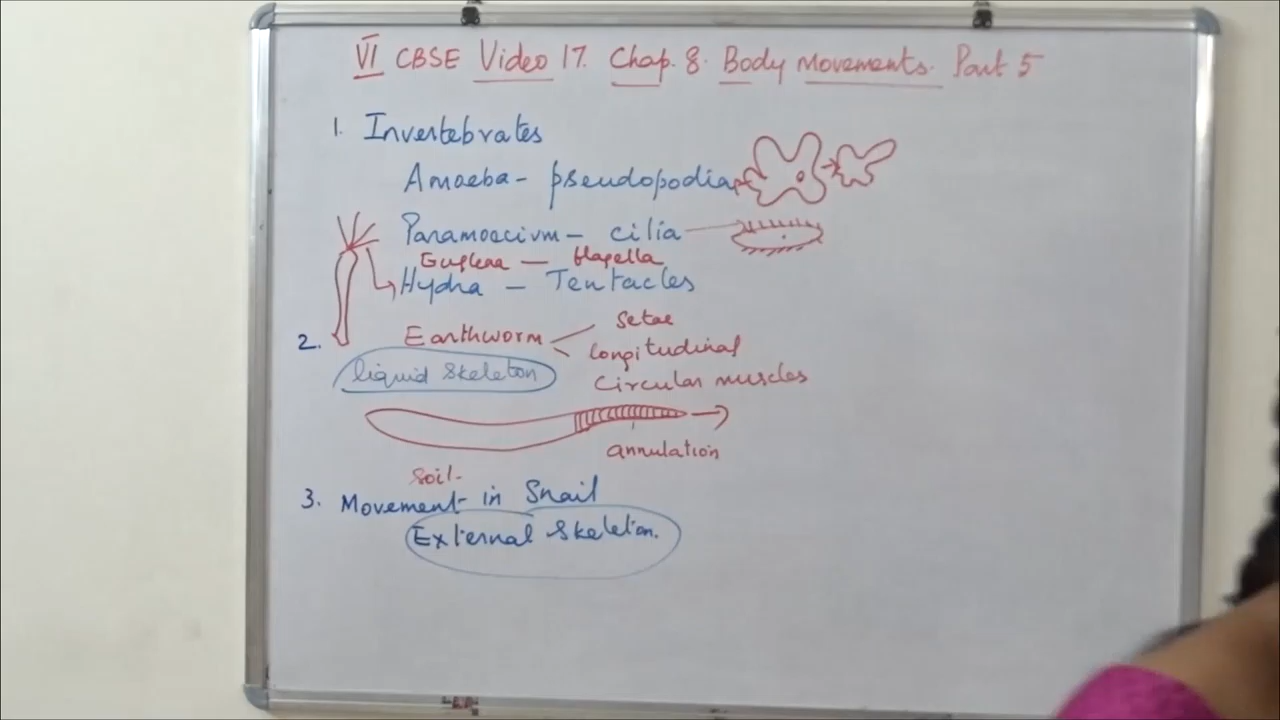 VI CBSE Video 17. Chap. 8. Body Movements. Part 5
1. Invertebrates
Amoeba - pseudopodia
Paramoecium - cilia
Euglena - flagella
Hydra - Tentacles
2. Earthworm
Setae
longitudinal
Circular muscles
liquid skeleton
annulation
Soil
3. Movement in Snail
External Skeleton.